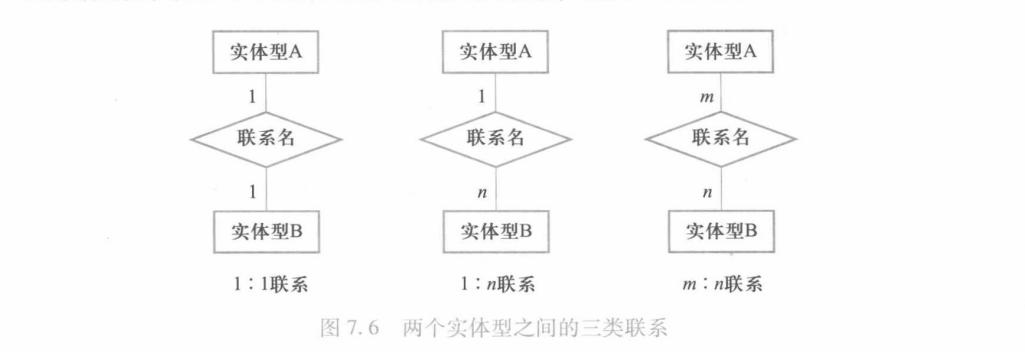 实体型A 实体型A 实体型A
1 1 m
联系名 联系名 联系名
1 n n
实体型B 实体型B 实体型B
1∶1联系 1∶n联系 m∶n联系
图 7.6 两个实体型之间的三类联系